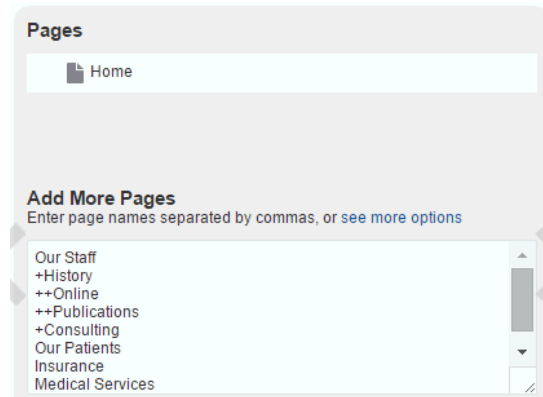 Pages
Home
Add More Pages
Enter page names separated by commas, or see more options
Our Staff
+History
++Online
++Publications
+Consulting
Our Patients
Insurance
Medical Services